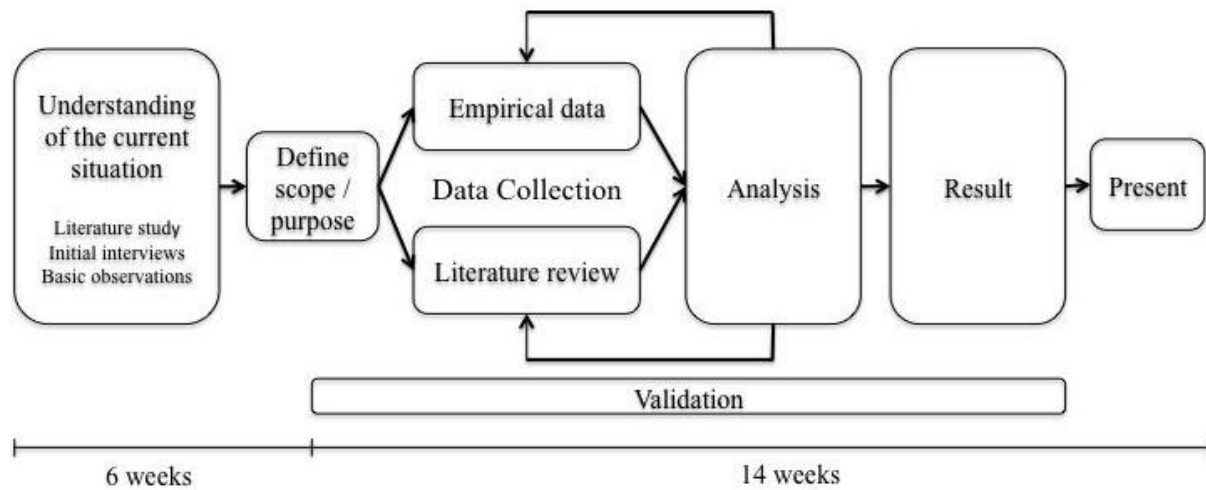 Understanding
of the current
situation
Literature study
Initial interviews
Basic observations
Define
scope /
purpose
Empirical data
Data Collection
Literature review
Analysis
Result
Present
Validation
6 weeks
14 weeks